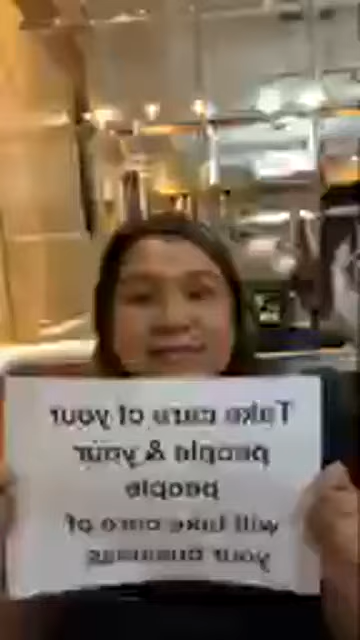 Take care of your
people & your
people
will take care of
your business